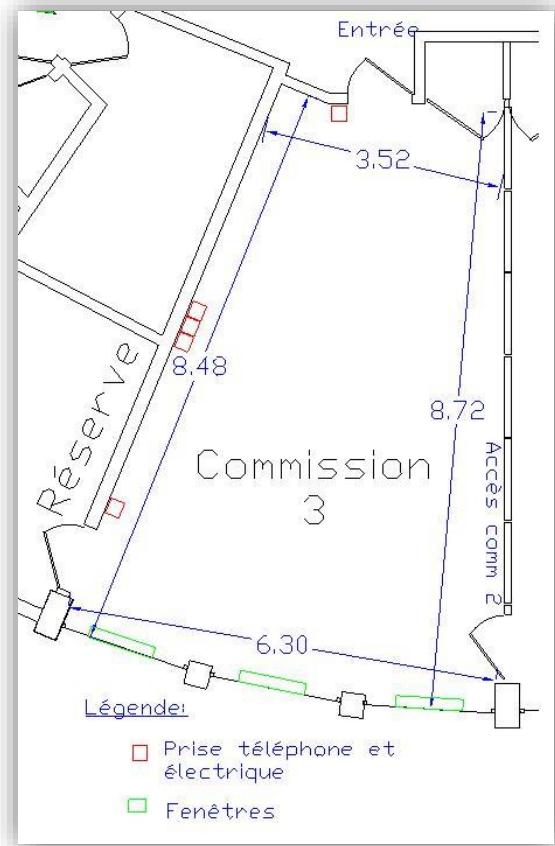 Entrée
3.52
8.48
8.72
Réserve
Commission
3
Accès comm 2
6.30
Légende:
Prise téléphone et
électrique
Fenêtres